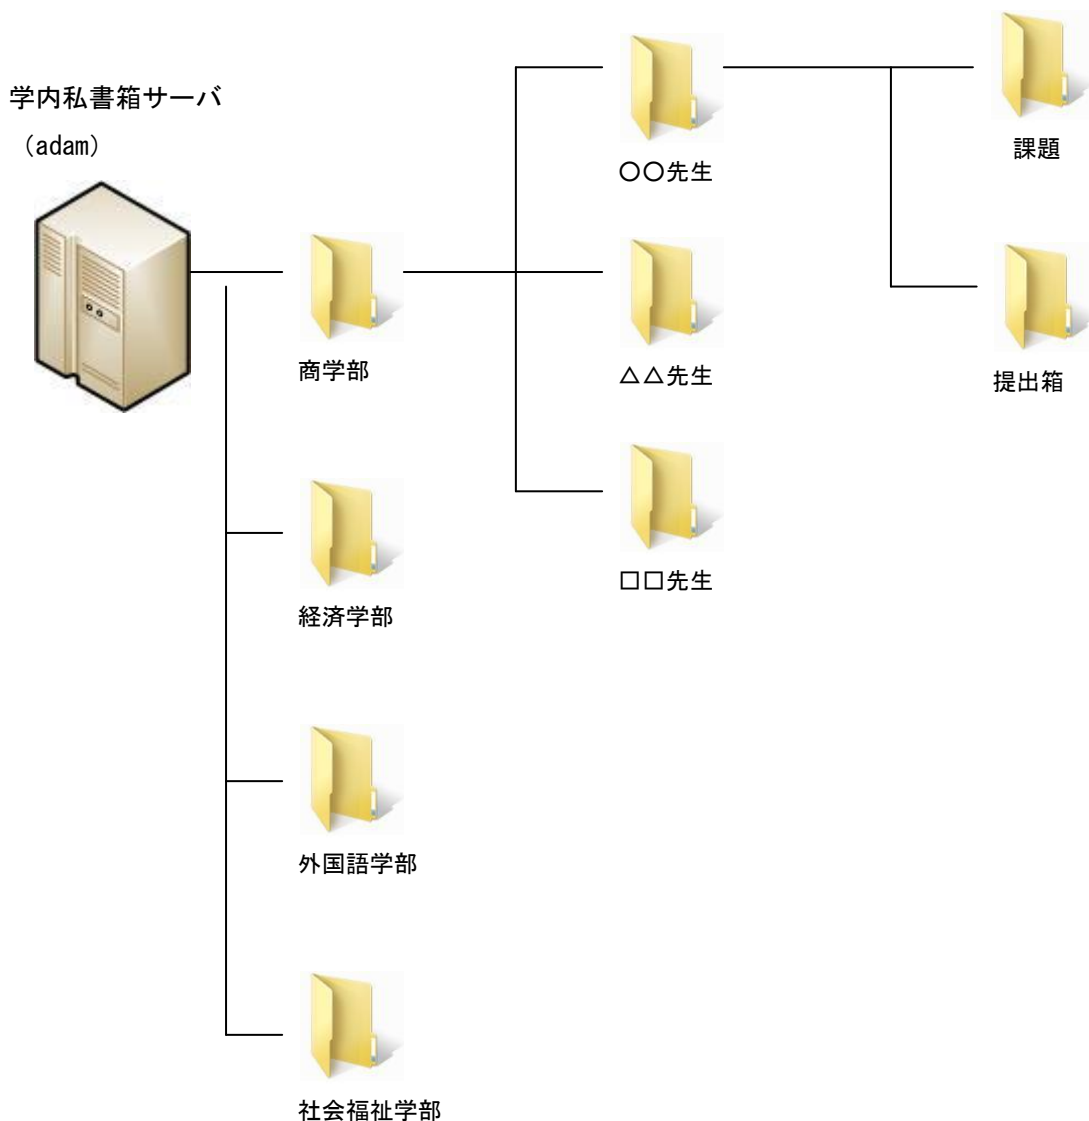 学内私書箱サーバ
（adam）
〇〇先生
課題
商学部
△△先生
提出箱
□□先生
経済学部
外国語学部
社会福祉学部